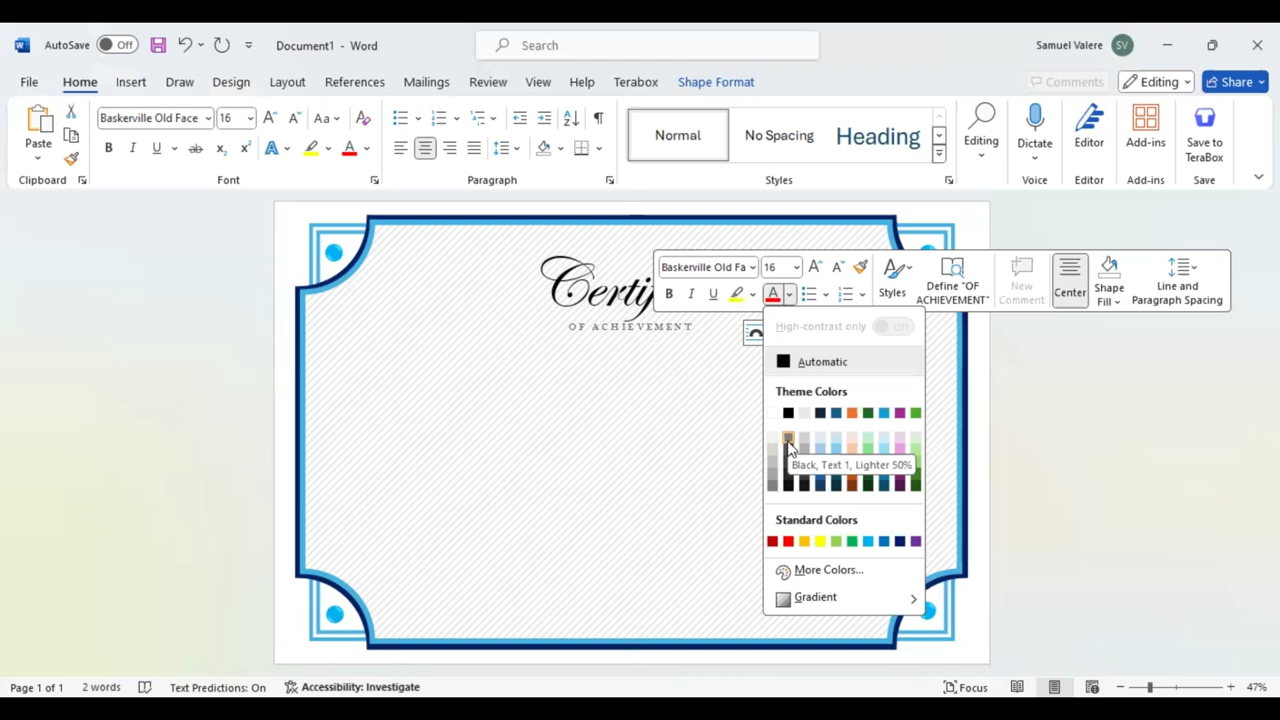 AutoSave Off Document1 - Word Search Samuel Valere SV
File Home Insert Draw Design Layout References Mailings Review View Help Terabox Shape Format Comments Editing Share
Paste Baskerville Old Face 16 Aa Normal No Spacing Heading Editing Dictate Editor Add-ins Save to TeraBox
Clipboard Font Paragraph Styles Voice Editor Add-ins Save
OF ACHIEVEMENT
Baskerville Old Fa 16 Styles Define "OF ACHIEVEMENT" New Comment Center Shape Fill Line and Paragraph Spacing
High-contrast only Off
Automatic
Theme Colors
Black, Text 1, Lighter 50%
Standard Colors
More Colors...
Gradient
Page 1 of 1 2 words Text Predictions: On Accessibility: Investigate Focus 47%